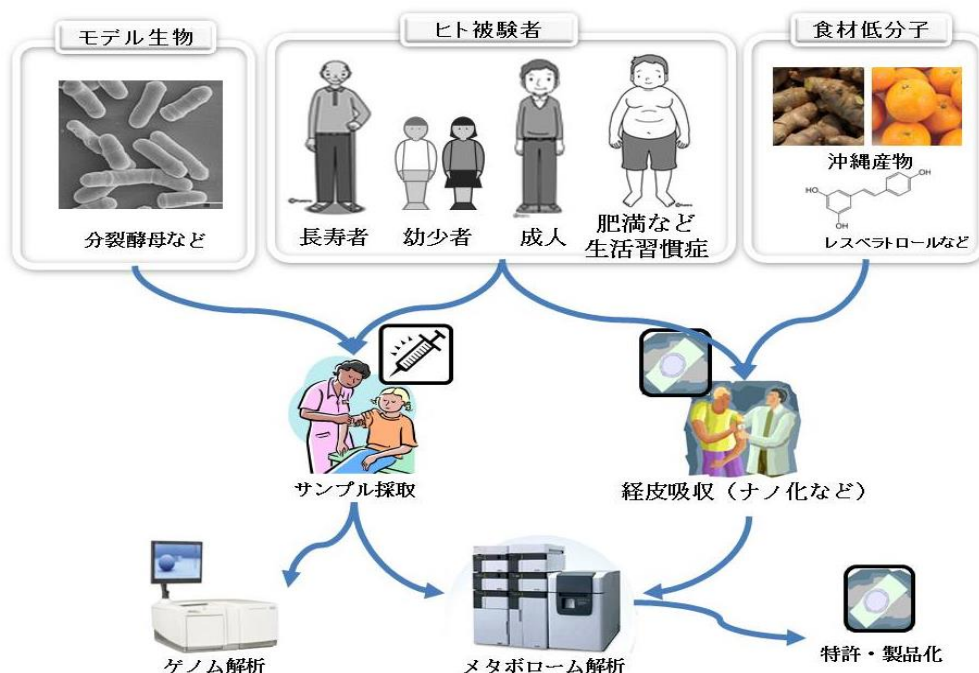 モデル生物
ヒト被験者
食材低分子
分裂酵母など
長寿者
幼少者
成人
肥満など
生活習慣症
沖縄産物
OH
HO
OH
レスベラトロールなど
サンプル採取
経皮吸収（ナノ化など）
ゲノム解析
メタボローム解析
特許・製品化